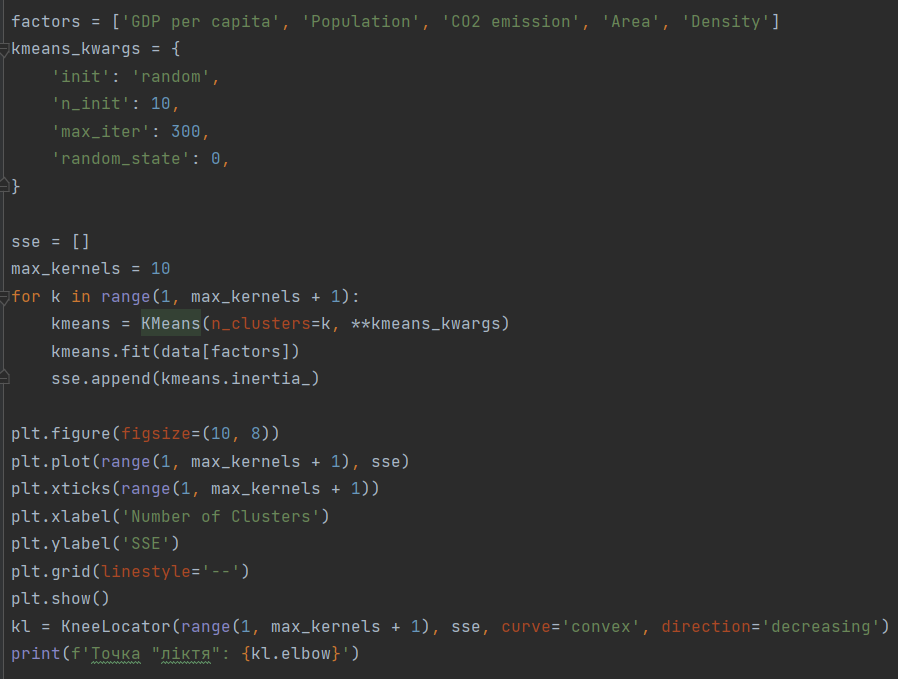 factors = ['GDP per capita', 'Population', 'CO2 emission', 'Area', 'Density']
kmeans_kwargs = {
    'init': 'random',
    'n_init': 10,
    'max_iter': 300,
    'random_state': 0,
}

sse = []
max_kernels = 10
for k in range(1, max_kernels + 1):
    kmeans = KMeans(n_clusters=k, **kmeans_kwargs)
    kmeans.fit(data[factors])
    sse.append(kmeans.inertia_)

plt.figure(figsize=(10, 8))
plt.plot(range(1, max_kernels + 1), sse)
plt.xticks(range(1, max_kernels + 1))
plt.xlabel('Number of Clusters')
plt.ylabel('SSE')
plt.grid(linestyle='--')
plt.show()
kl = KneeLocator(range(1, max_kernels + 1), sse, curve='convex', direction='decreasing')
print(f'Точка "ліктя": {kl.elbow}')